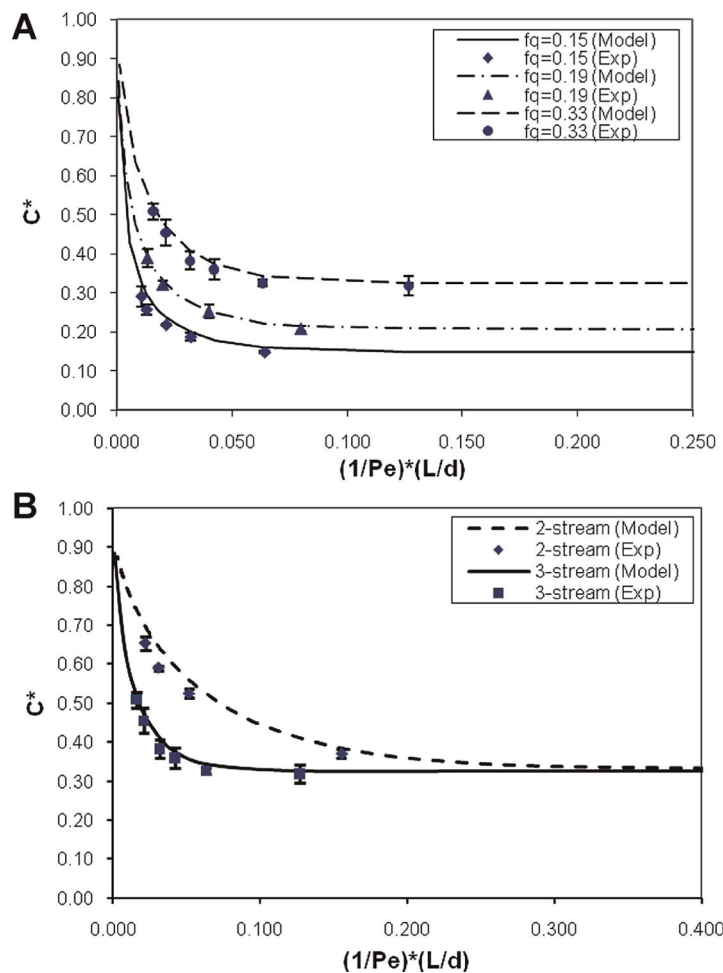 A
1.00
0.90
0.80
0.70
0.60
0.50
0.40
0.30
0.20
0.10
0.00
C*
0.000 0.050 0.100 0.150 0.200 0.250
(1/Pe)*(L/d)
fq=0.15 (Model)
fq=0.15 (Exp)
fq=0.19 (Model)
fq=0.19 (Exp)
fq=0.33 (Model)
fq=0.33 (Exp)
B
1.00
0.90
0.80
0.70
0.60
0.50
0.40
0.30
0.20
0.10
0.00
C*
0.000 0.100 0.200 0.300 0.400
(1/Pe)*(L/d)
2-stream (Model)
2-stream (Exp)
3-stream (Model)
3-stream (Exp)